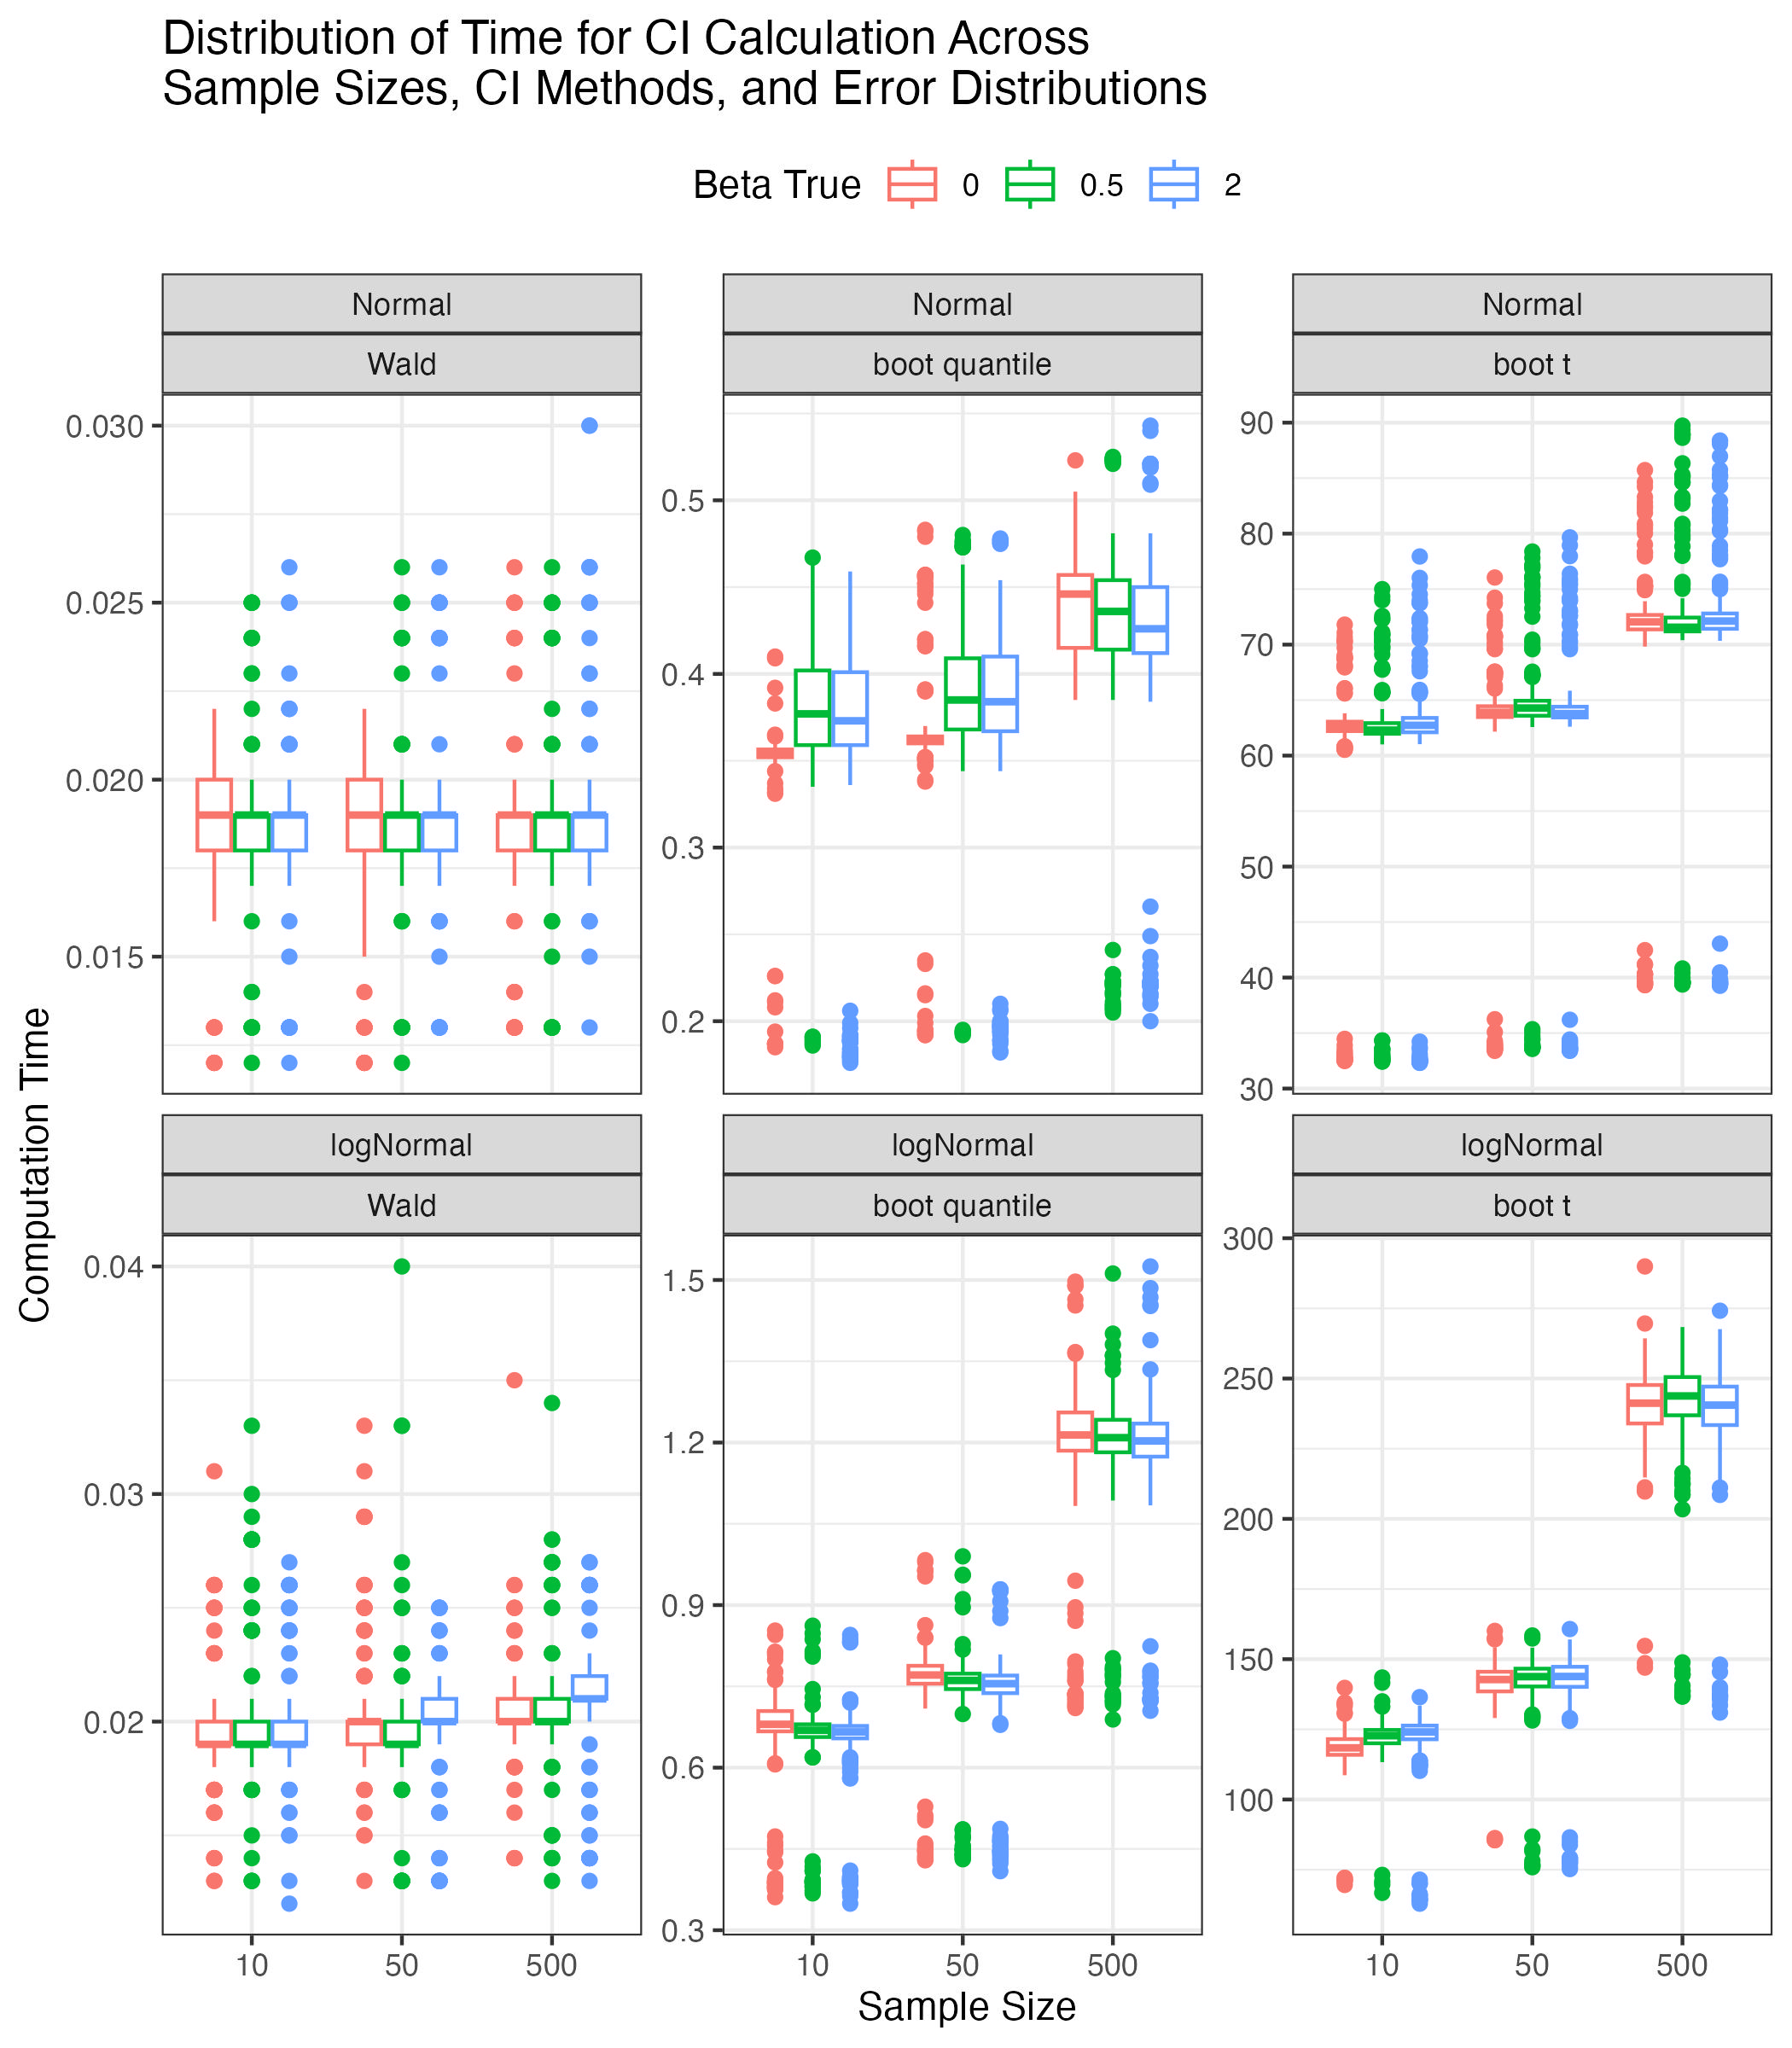 Distribution of Time for CI Calculation Across
Sample Sizes, CI Methods, and Error Distributions
Beta True 0 0.5 2
Normal Normal Normal
Wald boot quantile boot t
0.030
0.025
0.020
0.015
0.5
0.4
0.3
0.2
90
80
70
60
50
40
30
Computation Time
logNormal logNormal logNormal
Wald boot quantile boot t
0.04
0.03
0.02
1.5
1.2
0.9
0.6
0.3
300
250
200
150
100
10 50 500 10 50 500 10 50 500
Sample Size